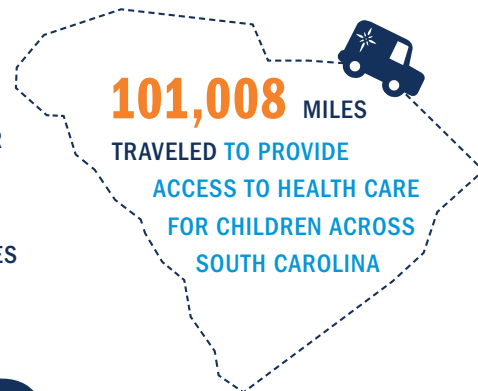 101,008 MILES
TRAVELED TO PROVIDE
ACCESS TO HEALTH CARE
FOR CHILDREN ACROSS
SOUTH CAROLINA